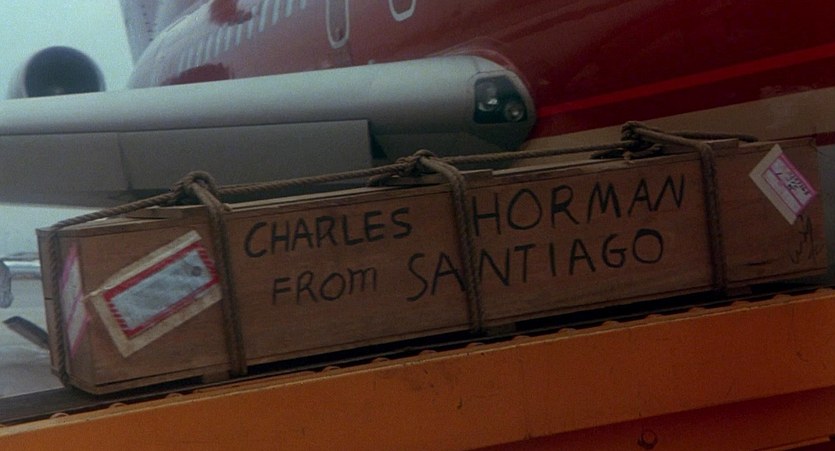 CHARLES HORMAN
FROM SANTIAGO